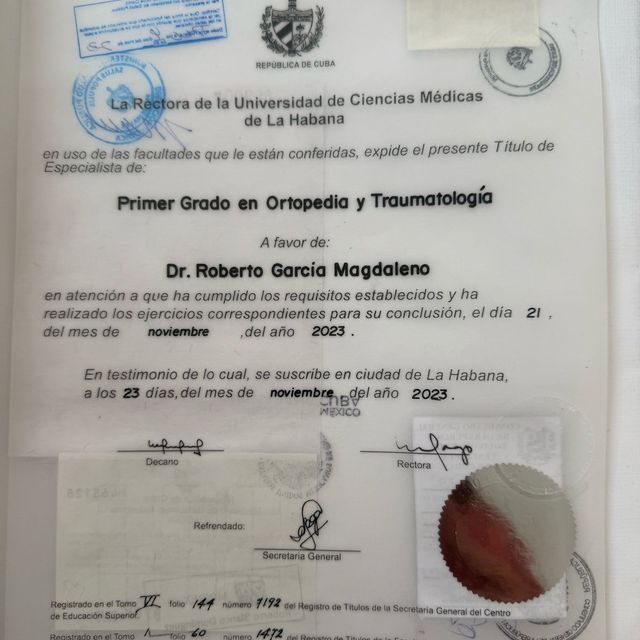 REPÚBLICA DE CUBA
La Rectora de la Universidad de Ciencias Médicas
de La Habana
en uso de las facultades que le están conferidas, expide el presente Título de
Especialista de:
Primer Grado en Ortopedia y Traumatología
A favor de:
Dr. Roberto García Magdaleno
en atención a que ha cumplido los requisitos establecidos y ha
realizado los ejercicios correspondientes para su conclusión, el día 21 ,
del mes de noviembre ,del año 2023 .
En testimonio de lo cual, se suscribe en ciudad de La Habana,
a los 23 días,del mes de noviembre del año 2023 .
CUBA
MEXICO
Decano
Rectora
Refrendado:
Secretaria General
Registrado en el Tomo VI folio 144 número 7192 del Registro de Títulos de la Secretaría General del Centro
de Educación Superior.
Registrado en el Tomo 1 folio 60 número 1472 del Registro de Títulos